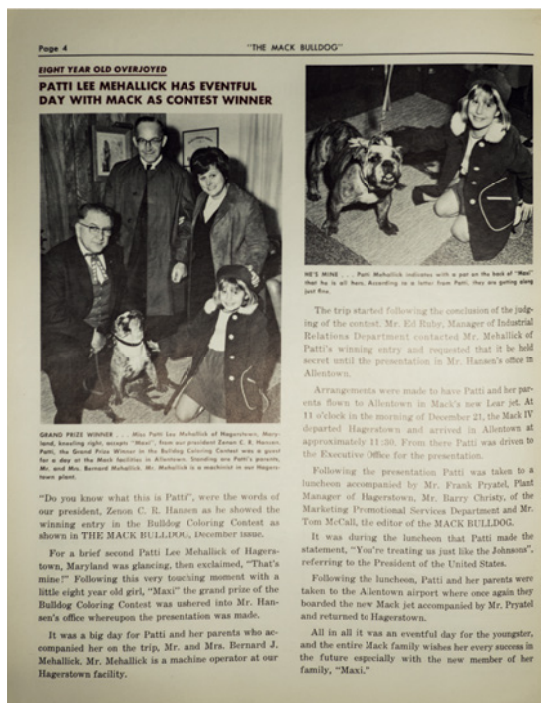 Page 4
"THE MACK BULLDOG"
EIGHT YEAR OLD OVERJOYED
PATTI LEE MEHALLICK HAS EVENTFUL
DAY WITH MACK AS CONTEST WINNER
GRAND PRIZE WINNER . . . Miss Patti Lee Mehallick of Hagerstown, Mary-
land, kneeling right, accepts "Maxi", from our president Zenon C. R. Hansen.
Patti, the Grand Prize Winner in the Bulldog Coloring Contest was a guest
for a day at the Mack facilities in Allentown. Standing are Patti's parents,
Mr. and Mrs. Bernard Mehallick. Mr. Mehallick is a machinist in our Hagers-
town plant.
"Do you know what this is Patti", were the words of
our president, Zenon C. R. Hansen as he showed the
winning entry in the Bulldog Coloring Contest as
shown in THE MACK BULLDOG, December issue.
For a brief second Patti Lee Mehallick of Hagers-
town, Maryland was glancing, then exclaimed, "That's
mine!" Following this very touching moment with a
little eight year old girl, "Maxi" the grand prize of the
Bulldog Coloring Contest was ushered into Mr. Han-
sen's office whereupon the presentation was made.
It was a big day for Patti and her parents who ac-
companied her on the trip, Mr. and Mrs. Bernard J.
Mehallick. Mr. Mehallick is a machine operator at our
Hagerstown facility.
HE'S MINE . . . Patti Mehallick indicates with a pat on the back of "Maxi"
that he is all hers. According to a letter from Patti, they are getting along
just fine.
The trip started following the conclusion of the judg-
ing of the contest. Mr. Ed Ruby, Manager of Industrial
Relations Department contacted Mr. Mehallick of
Patti's winning entry and requested that it be held
secret until the presentation in Mr. Hansen's office in
Allentown.
Arrangements were made to have Patti and her par-
ents flown to Allentown in Mack's new Lear jet. At
11 o'clock in the morning of December 21, the Mack IV
departed Hagerstown and arrived in Allentown at
approximately 11:30. From there Patti was driven to
the Executive Office for the presentation.
Following the presentation Patti was taken to a
luncheon accompanied by Mr. Frank Pryatel, Plant
Manager of Hagerstown, Mr. Barry Christy, of the
Marketing Promotional Services Department and Mr.
Tom McCall, the editor of the MACK BULLDOG.
It was during the luncheon that Patti made the
statement, "You're treating us just like the Johnsons",
referring to the President of the United States.
Following the luncheon, Patti and her parents were
taken to the Allentown airport where once again they
boarded the new Mack jet accompanied by Mr. Pryatel
and returned to Hagerstown.
All in all it was an eventful day for the youngster,
and the entire Mack family wishes her every success in
the future especially with the new member of her
family, "Maxi."